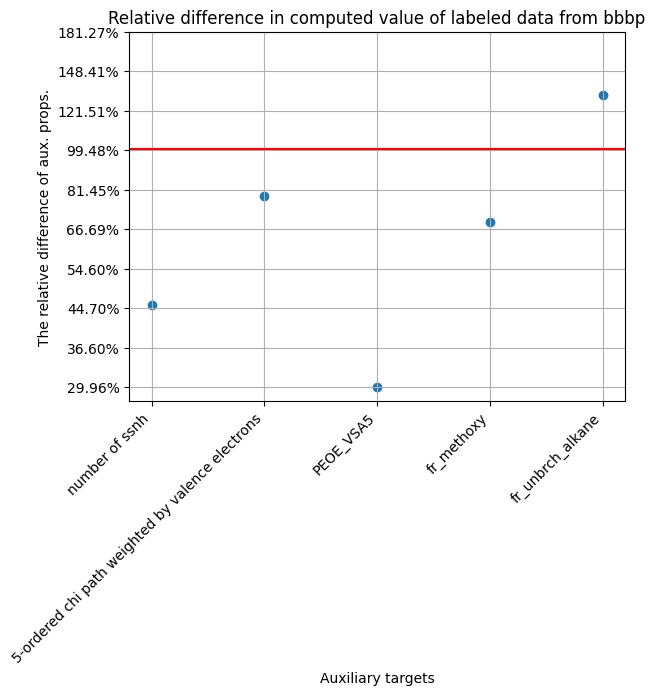 Relative difference in computed value of labeled data from bbbp
The relative difference of aux. props.
181.27%
148.41%
121.51%
99.48%
81.45%
66.69%
54.60%
44.70%
36.60%
29.96%
number of ssnh
5-ordered chi path weighted by valence electrons
PEOE_VSA5
fr_methoxy
fr_unbrch_alkane
Auxiliary targets